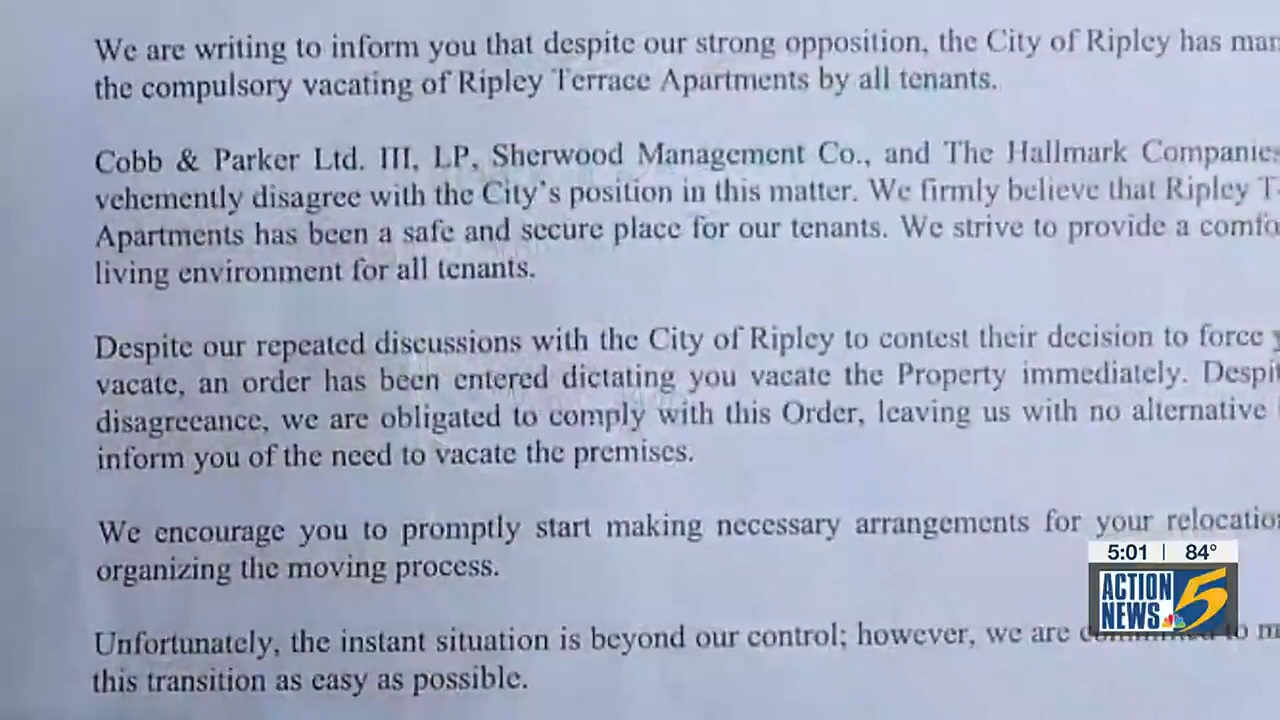 We are writing to inform you that despite our strong opposition, the City of Ripley has
the compulsory vacating of Ripley Terrace Apartments by all tenants.
Cobb & Parker Ltd. III, LP, Sherwood Management Co., and The Hallmark Companies
vehemently disagree with the City's position in this matter. We firmly believe that Ripley T
Apartments has been a safe and secure place for our tenants. We strive to provide a comfo
living environment for all tenants.
Despite our repeated discussions with the City of Ripley to contest their decision to force
vacate, an order has been entered dictating you vacate the Property immediately. Despit
disagreeance, we are obligated to comply with this Order, leaving us with no alternative
inform you of the need to vacate the premises.
We encourage you to promptly start making necessary arrangements for your relocation
organizing the moving process.
Unfortunately, the instant situation is beyond our control; however, we are to
this transition as easy as possible.
5:01 | 84°
ACTION
NEWS 5